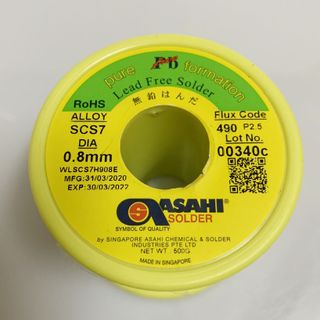 Pb
pure formation
Lead Free Solder
無鉛はんだ
RoHS
ALLOY
SCS7
DIA
0.8mm
WLSCS7H908E
MFG: 31/03/2020
EXP: 30/03/2022
Flux Code
490 P2.5
Lot No.
00340c
ASAHI
SOLDER
SYMBOL OF QUALITY
by SINGAPORE ASAHI CHEMICAL & SOLDER
INDUSTRIES PTE LTD
NET WT. 500G
MADE IN SINGAPORE